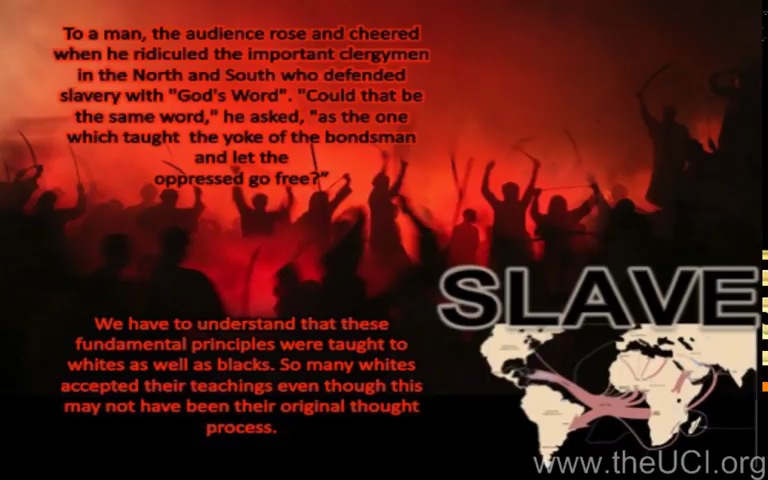 To a man, the audience rose and cheered
when he ridiculed the important clergymen
in the North and South who defended
slavery with "God's Word". "Could that be
the same word," he asked, "as the one
which taught the yoke of the bondsman
and let the
oppressed go free?”
We have to understand that these
fundamental principles were taught to
whites as well as blacks. So many whites
accepted their teachings even though this
may not have been their original thought
process.
SLAVE
www.theUCI.org